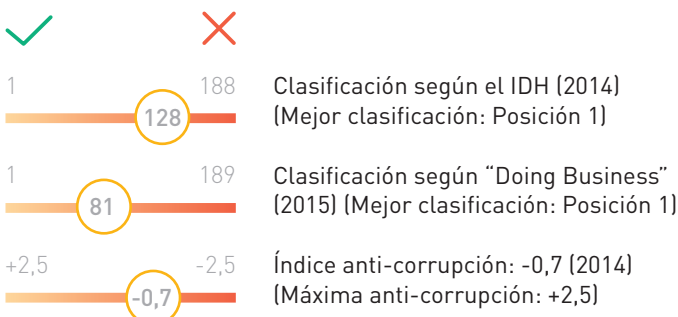 1 188
128
Clasificación según el IDH (2014)
(Mejor clasificación: Posición 1)
1 189
81
Clasificación según “Doing Business”
(2015) (Mejor clasificación: Posición 1)
+2,5 -2,5
-0,7
Índice anti-corrupción: -0,7 (2014)
(Máxima anti-corrupción: +2,5)